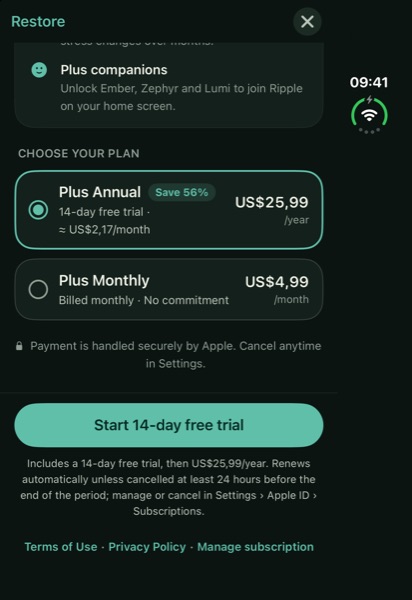 Restore
stress changes over months.
Plus companions
Unlock Ember, Zephyr and Lumi to join Ripple
on your home screen.
09:41
CHOOSE YOUR PLAN
Plus Annual
Save 56%
14-day free trial ·
≈ US$2,17/month
US$25,99
/year
Plus Monthly
Billed monthly · No commitment
US$4,99
/month
Payment is handled securely by Apple. Cancel anytime
in Settings.
Start 14-day free trial
Includes a 14-day free trial, then US$25,99/year. Renews
automatically unless cancelled at least 24 hours before the
end of the period; manage or cancel in Settings › Apple ID ›
Subscriptions.
Terms of Use · Privacy Policy · Manage subscription